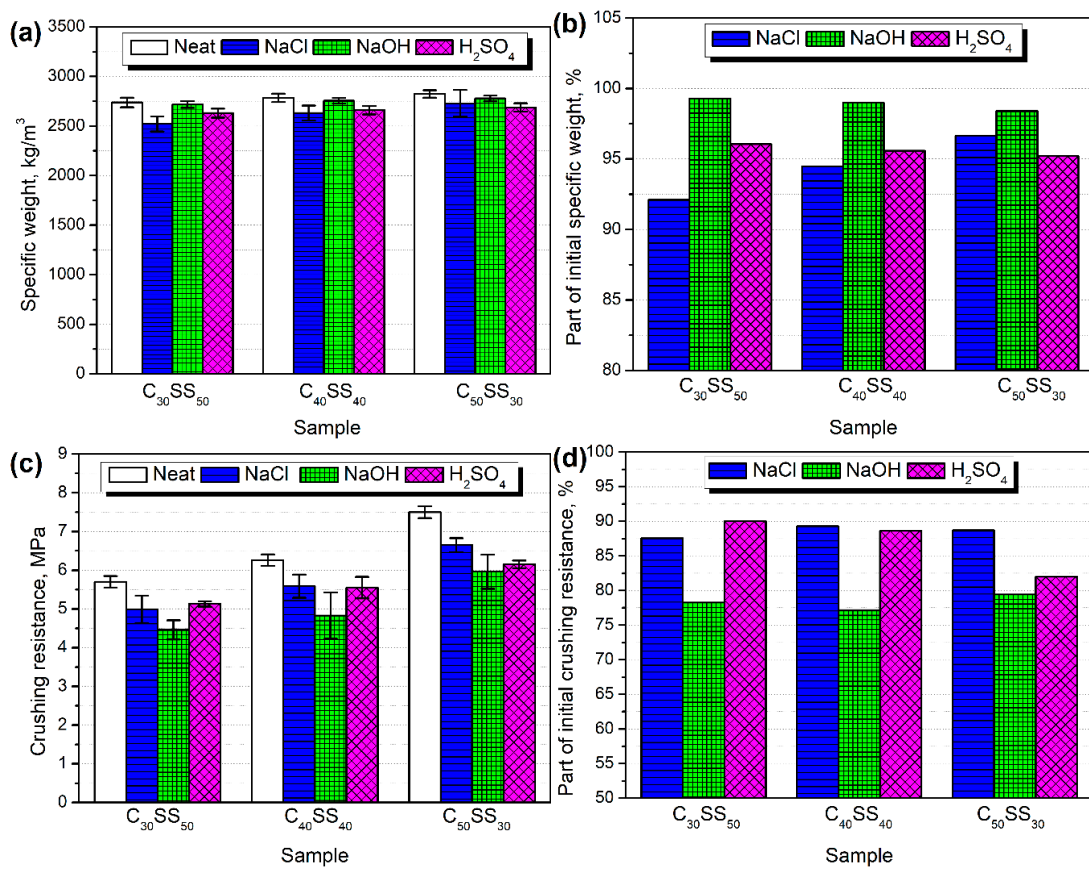 (a)
Neat NaCl NaOH H₂SO₄
Specific weight, kg/m³
3500
3000
2500
2000
1500
1000
500
0
C₃₀SS₅₀ C₄₀SS₄₀ C₅₀SS₃₀
Sample
(b)
NaCl NaOH H₂SO₄
Part of initial specific weight, %
105
100
95
90
95
80
C₃₀SS₅₀ C₄₀SS₄₀ C₅₀SS₃₀
Sample
(c)
Neat NaCl NaOH H₂SO₄
Crushing resistance, MPa
9
8
7
6
5
4
3
2
1
0
C₃₀SS₅₀ C₄₀SS₄₀ C₅₀SS₃₀
Sample
(d)
NaCl NaOH H₂SO₄
Part of initial crushing resistance, %
100
95
90
85
80
75
70
65
60
55
50
C₃₀SS₅₀ C₄₀SS₄₀ C₅₀SS₃₀
Sample